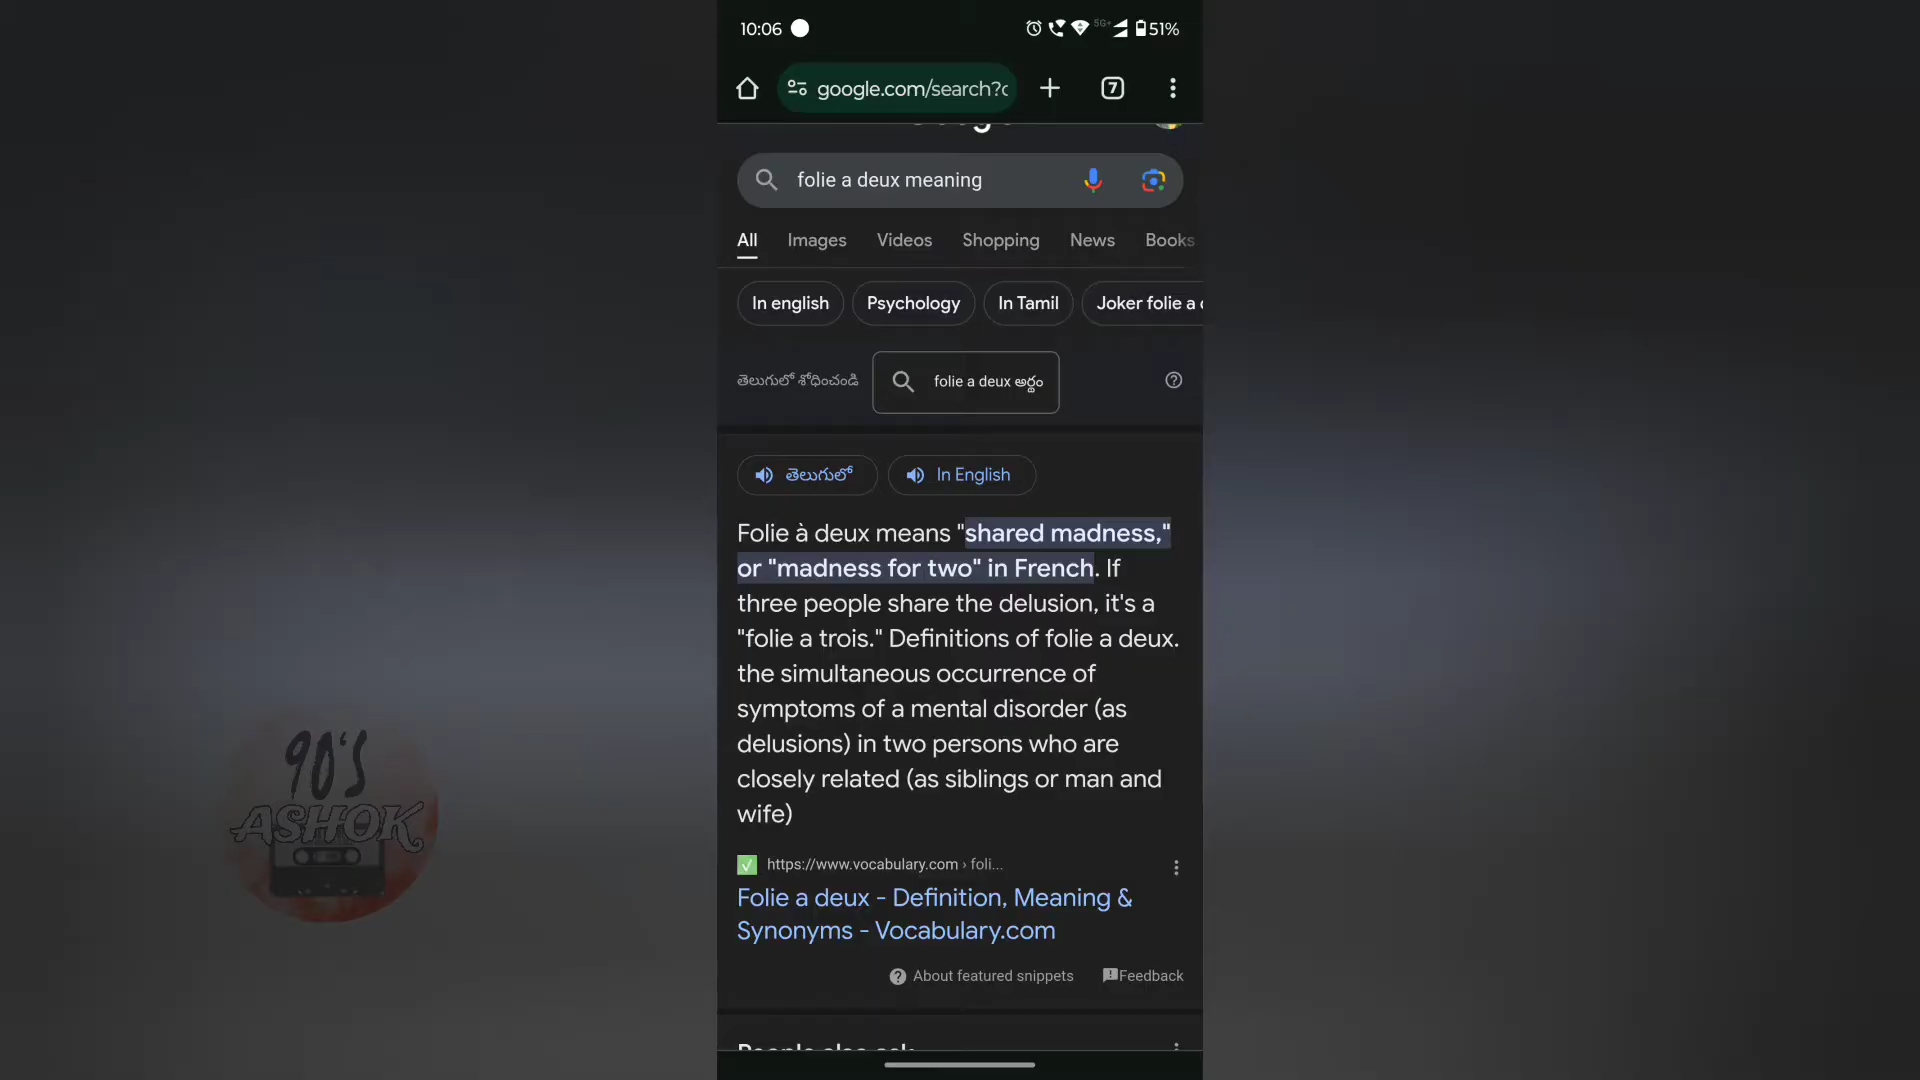 10:06
5G+
51%
google.com/search?
7
folie a deux meaning
All Images Videos Shopping News Books
In english Psychology In Tamil Joker folie a
తెలుగులో శోధించండి folie a deux అర్థం
తెలుగులో In English
Folie à deux means "shared madness,"
or "madness for two" in French. If
three people share the delusion, it's a
"folie a trois." Definitions of folie a deux.
the simultaneous occurrence of
symptoms of a mental disorder (as
delusions) in two persons who are
closely related (as siblings or man and
wife)
https://www.vocabulary.com › foli...
Folie a deux - Definition, Meaning &
Synonyms - Vocabulary.com
About featured snippets Feedback
People also ask
90'S
ASHOK